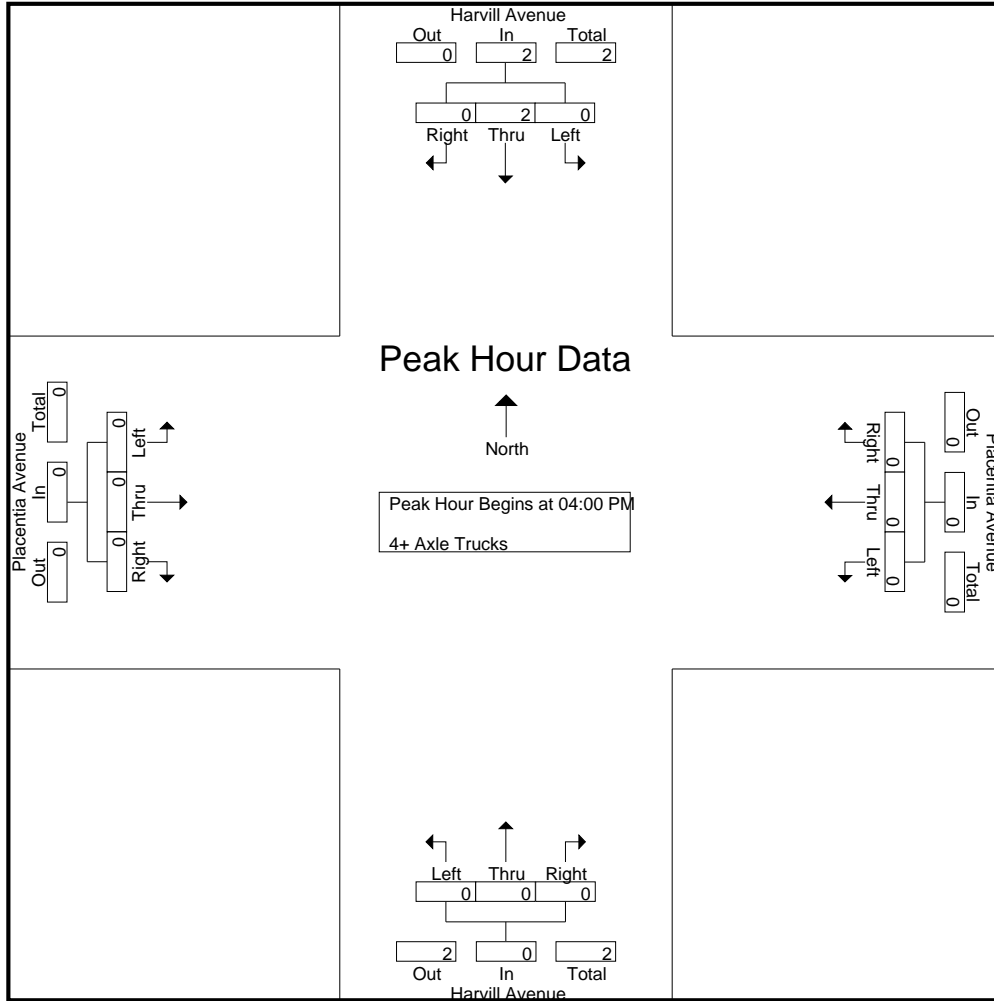 Harvill Avenue
Out In Total
0 2 2
0 2 0
Right Thru Left
Peak Hour Data
North
Peak Hour Begins at 04:00 PM
4+ Axle Trucks
Placentia Avenue
Out In Total
0 0 0
0 0 0
Right Thru Left
Placentia Avenue
Out In Total
0 0 0
0 0 0
Right Thru Left
Left Thru Right
0 0 0
2 0 2
Out In Total
Harvill Avenue